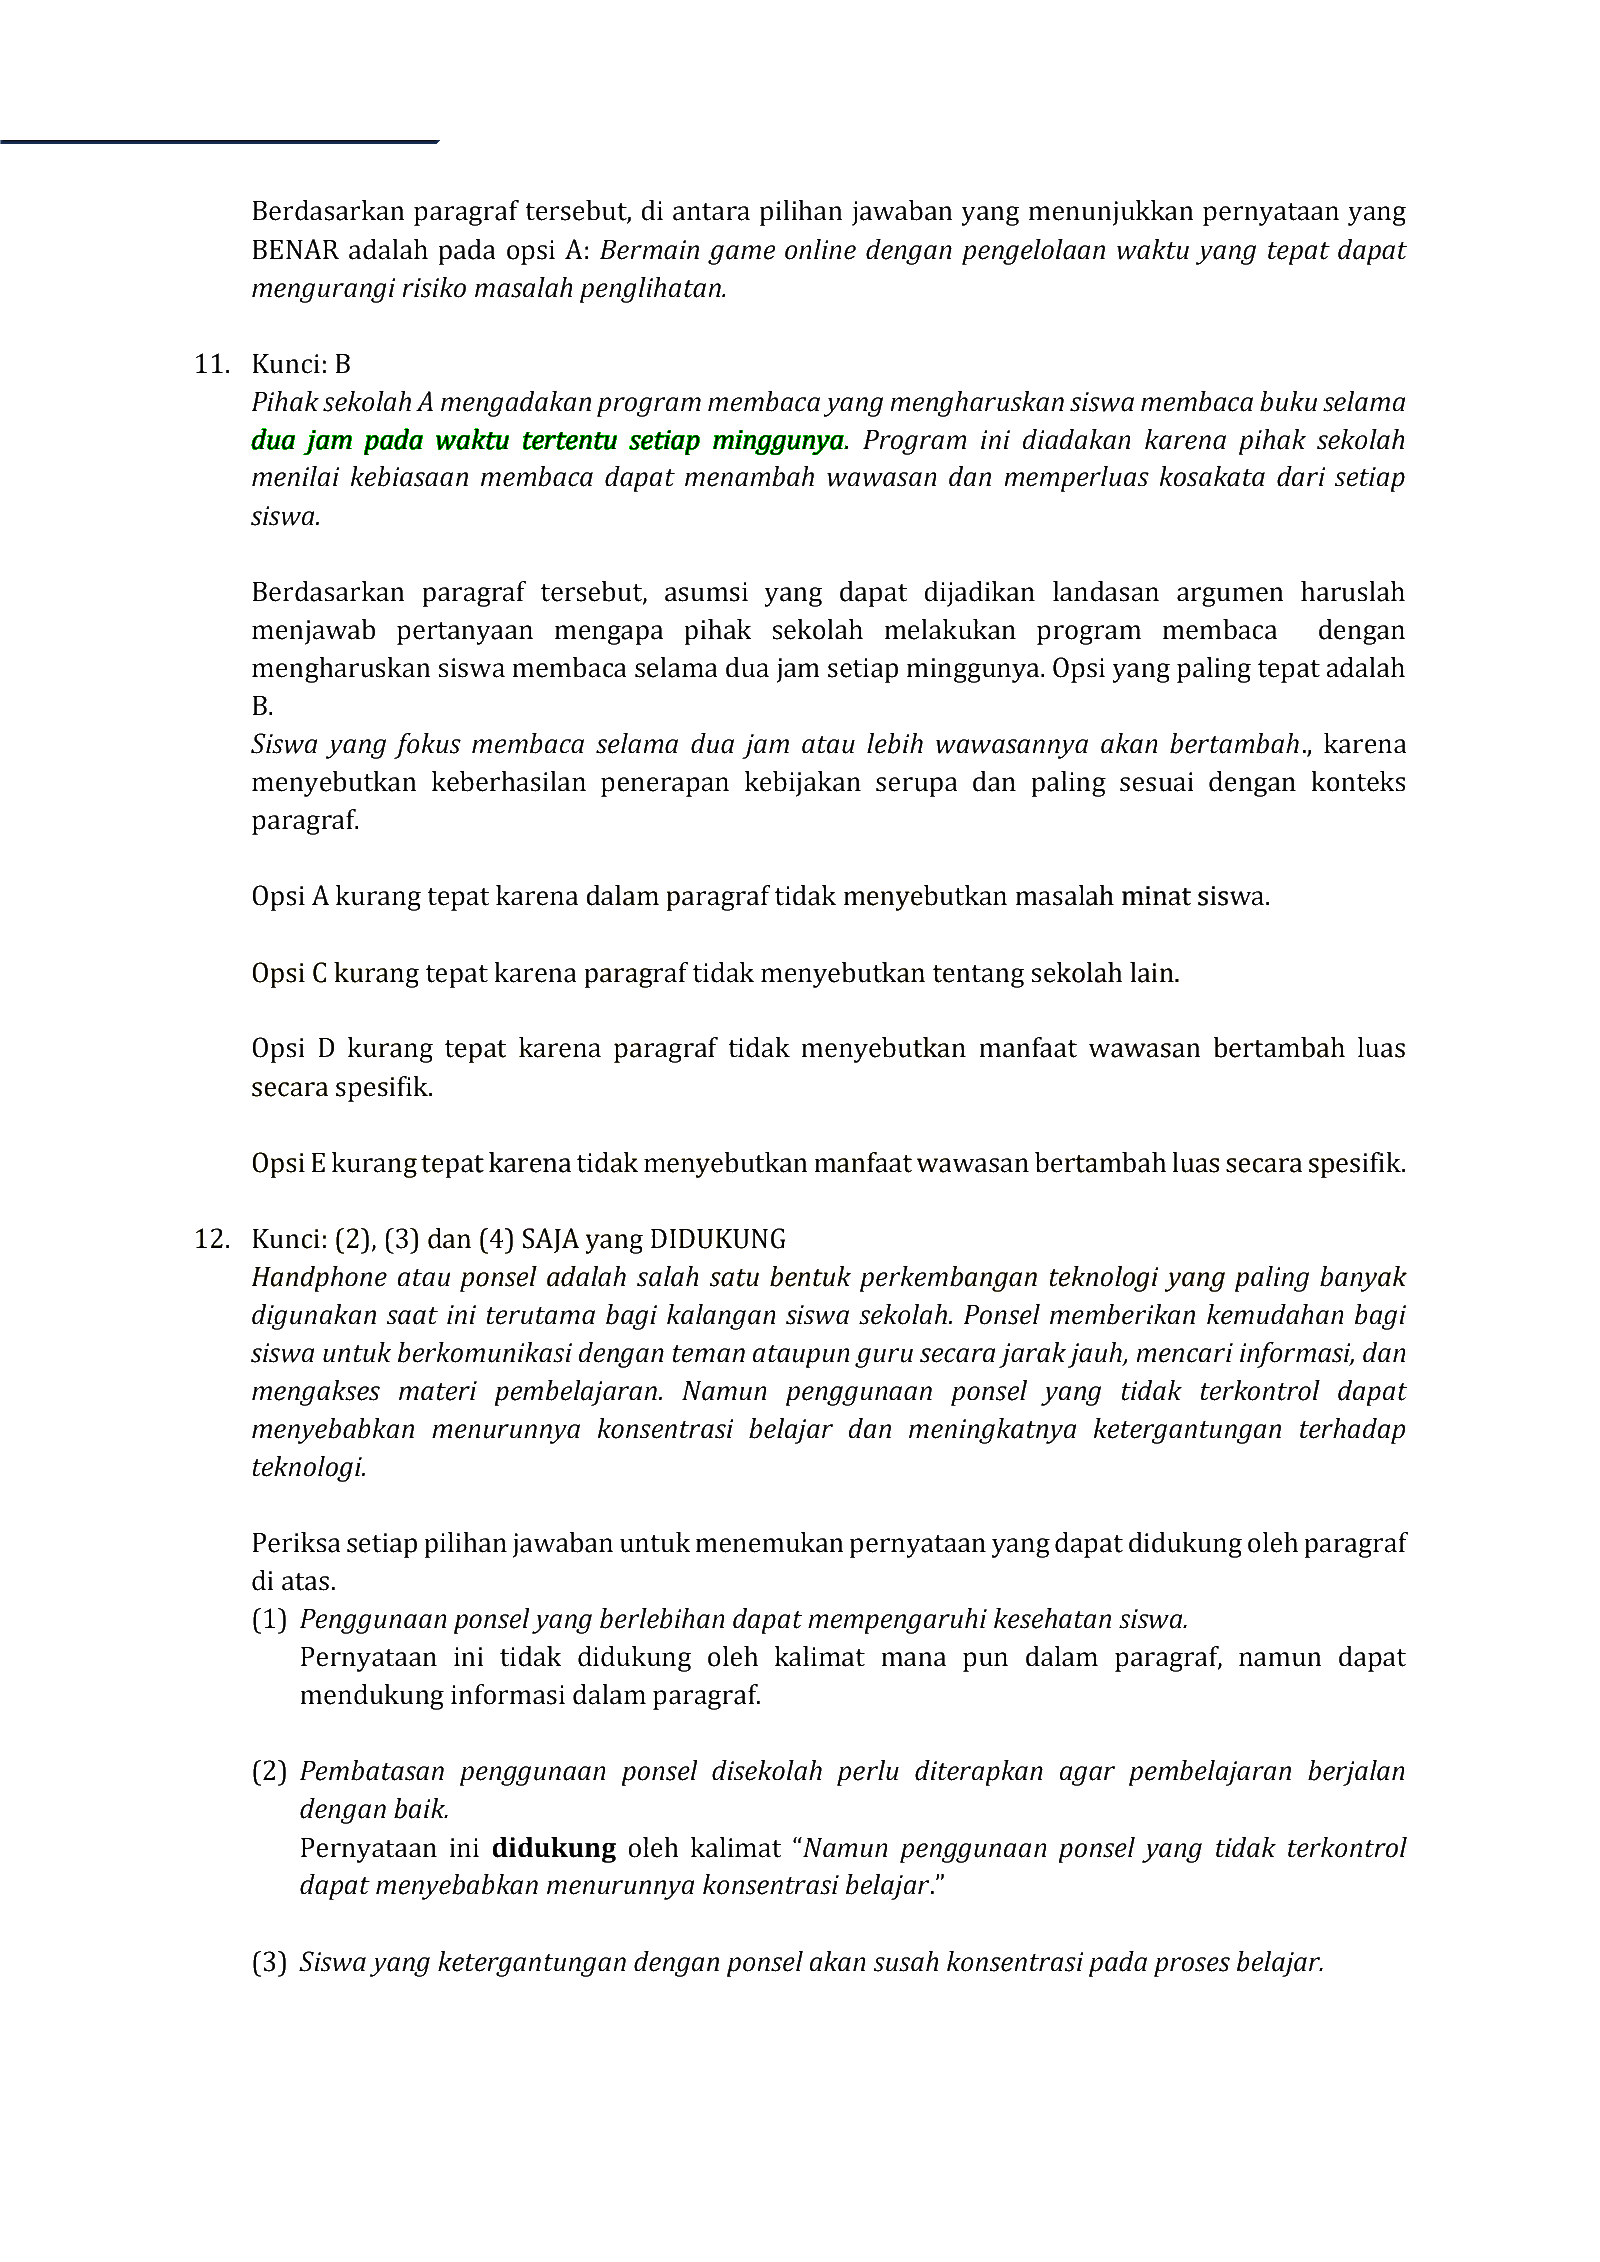 Berdasarkan paragraf tersebut, di antara pilihan jawaban yang menunjukkan pernyataan yang
BENAR adalah pada opsi A: Bermain game online dengan pengelolaan waktu yang tepat dapat
mengurangi risiko masalah penglihatan.
11. Kunci: B
Pihak sekolah A mengadakan program membaca yang mengharuskan siswa membaca buku selama
dua jam pada waktu tertentu setiap minggunya. Program ini diadakan karena pihak sekolah
menilai kebiasaan membaca dapat menambah wawasan dan memperluas kosakata dari setiap
siswa.
Berdasarkan paragraf tersebut, asumsi yang dapat dijadikan landasan argumen haruslah
menjawab pertanyaan mengapa pihak sekolah melakukan program membaca dengan
mengharuskan siswa membaca selama dua jam setiap minggunya. Opsi yang paling tepat adalah
B.
Siswa yang fokus membaca selama dua jam atau lebih wawasannya akan bertambah., karena
menyebutkan keberhasilan penerapan kebijakan serupa dan paling sesuai dengan konteks
paragraf.
Opsi A kurang tepat karena dalam paragraf tidak menyebutkan masalah minat siswa.
Opsi C kurang tepat karena paragraf tidak menyebutkan tentang sekolah lain.
Opsi D kurang tepat karena paragraf tidak menyebutkan manfaat wawasan bertambah luas
secara spesifik.
Opsi E kurang tepat karena tidak menyebutkan manfaat wawasan bertambah luas secara spesifik.
12. Kunci: (2), (3) dan (4) SAJA yang DIDUKUNG
Handphone atau ponsel adalah salah satu bentuk perkembangan teknologi yang paling banyak
digunakan saat ini terutama bagi kalangan siswa sekolah. Ponsel memberikan kemudahan bagi
siswa untuk berkomunikasi dengan teman ataupun guru secara jarak jauh, mencari informasi, dan
mengakses materi pembelajaran. Namun penggunaan ponsel yang tidak terkontrol dapat
menyebabkan menurunnya konsentrasi belajar dan meningkatnya ketergantungan terhadap
teknologi.
Periksa setiap pilihan jawaban untuk menemukan pernyataan yang dapat didukung oleh paragraf
di atas.
(1) Penggunaan ponsel yang berlebihan dapat mempengaruhi kesehatan siswa.
Pernyataan ini tidak didukung oleh kalimat mana pun dalam paragraf, namun dapat
mendukung informasi dalam paragraf.
(2) Pembatasan penggunaan ponsel disekolah perlu diterapkan agar pembelajaran berjalan
dengan baik.
Pernyataan ini didukung oleh kalimat “Namun penggunaan ponsel yang tidak terkontrol
dapat menyebabkan menurunnya konsentrasi belajar.”
(3) Siswa yang ketergantungan dengan ponsel akan susah konsentrasi pada proses belajar.